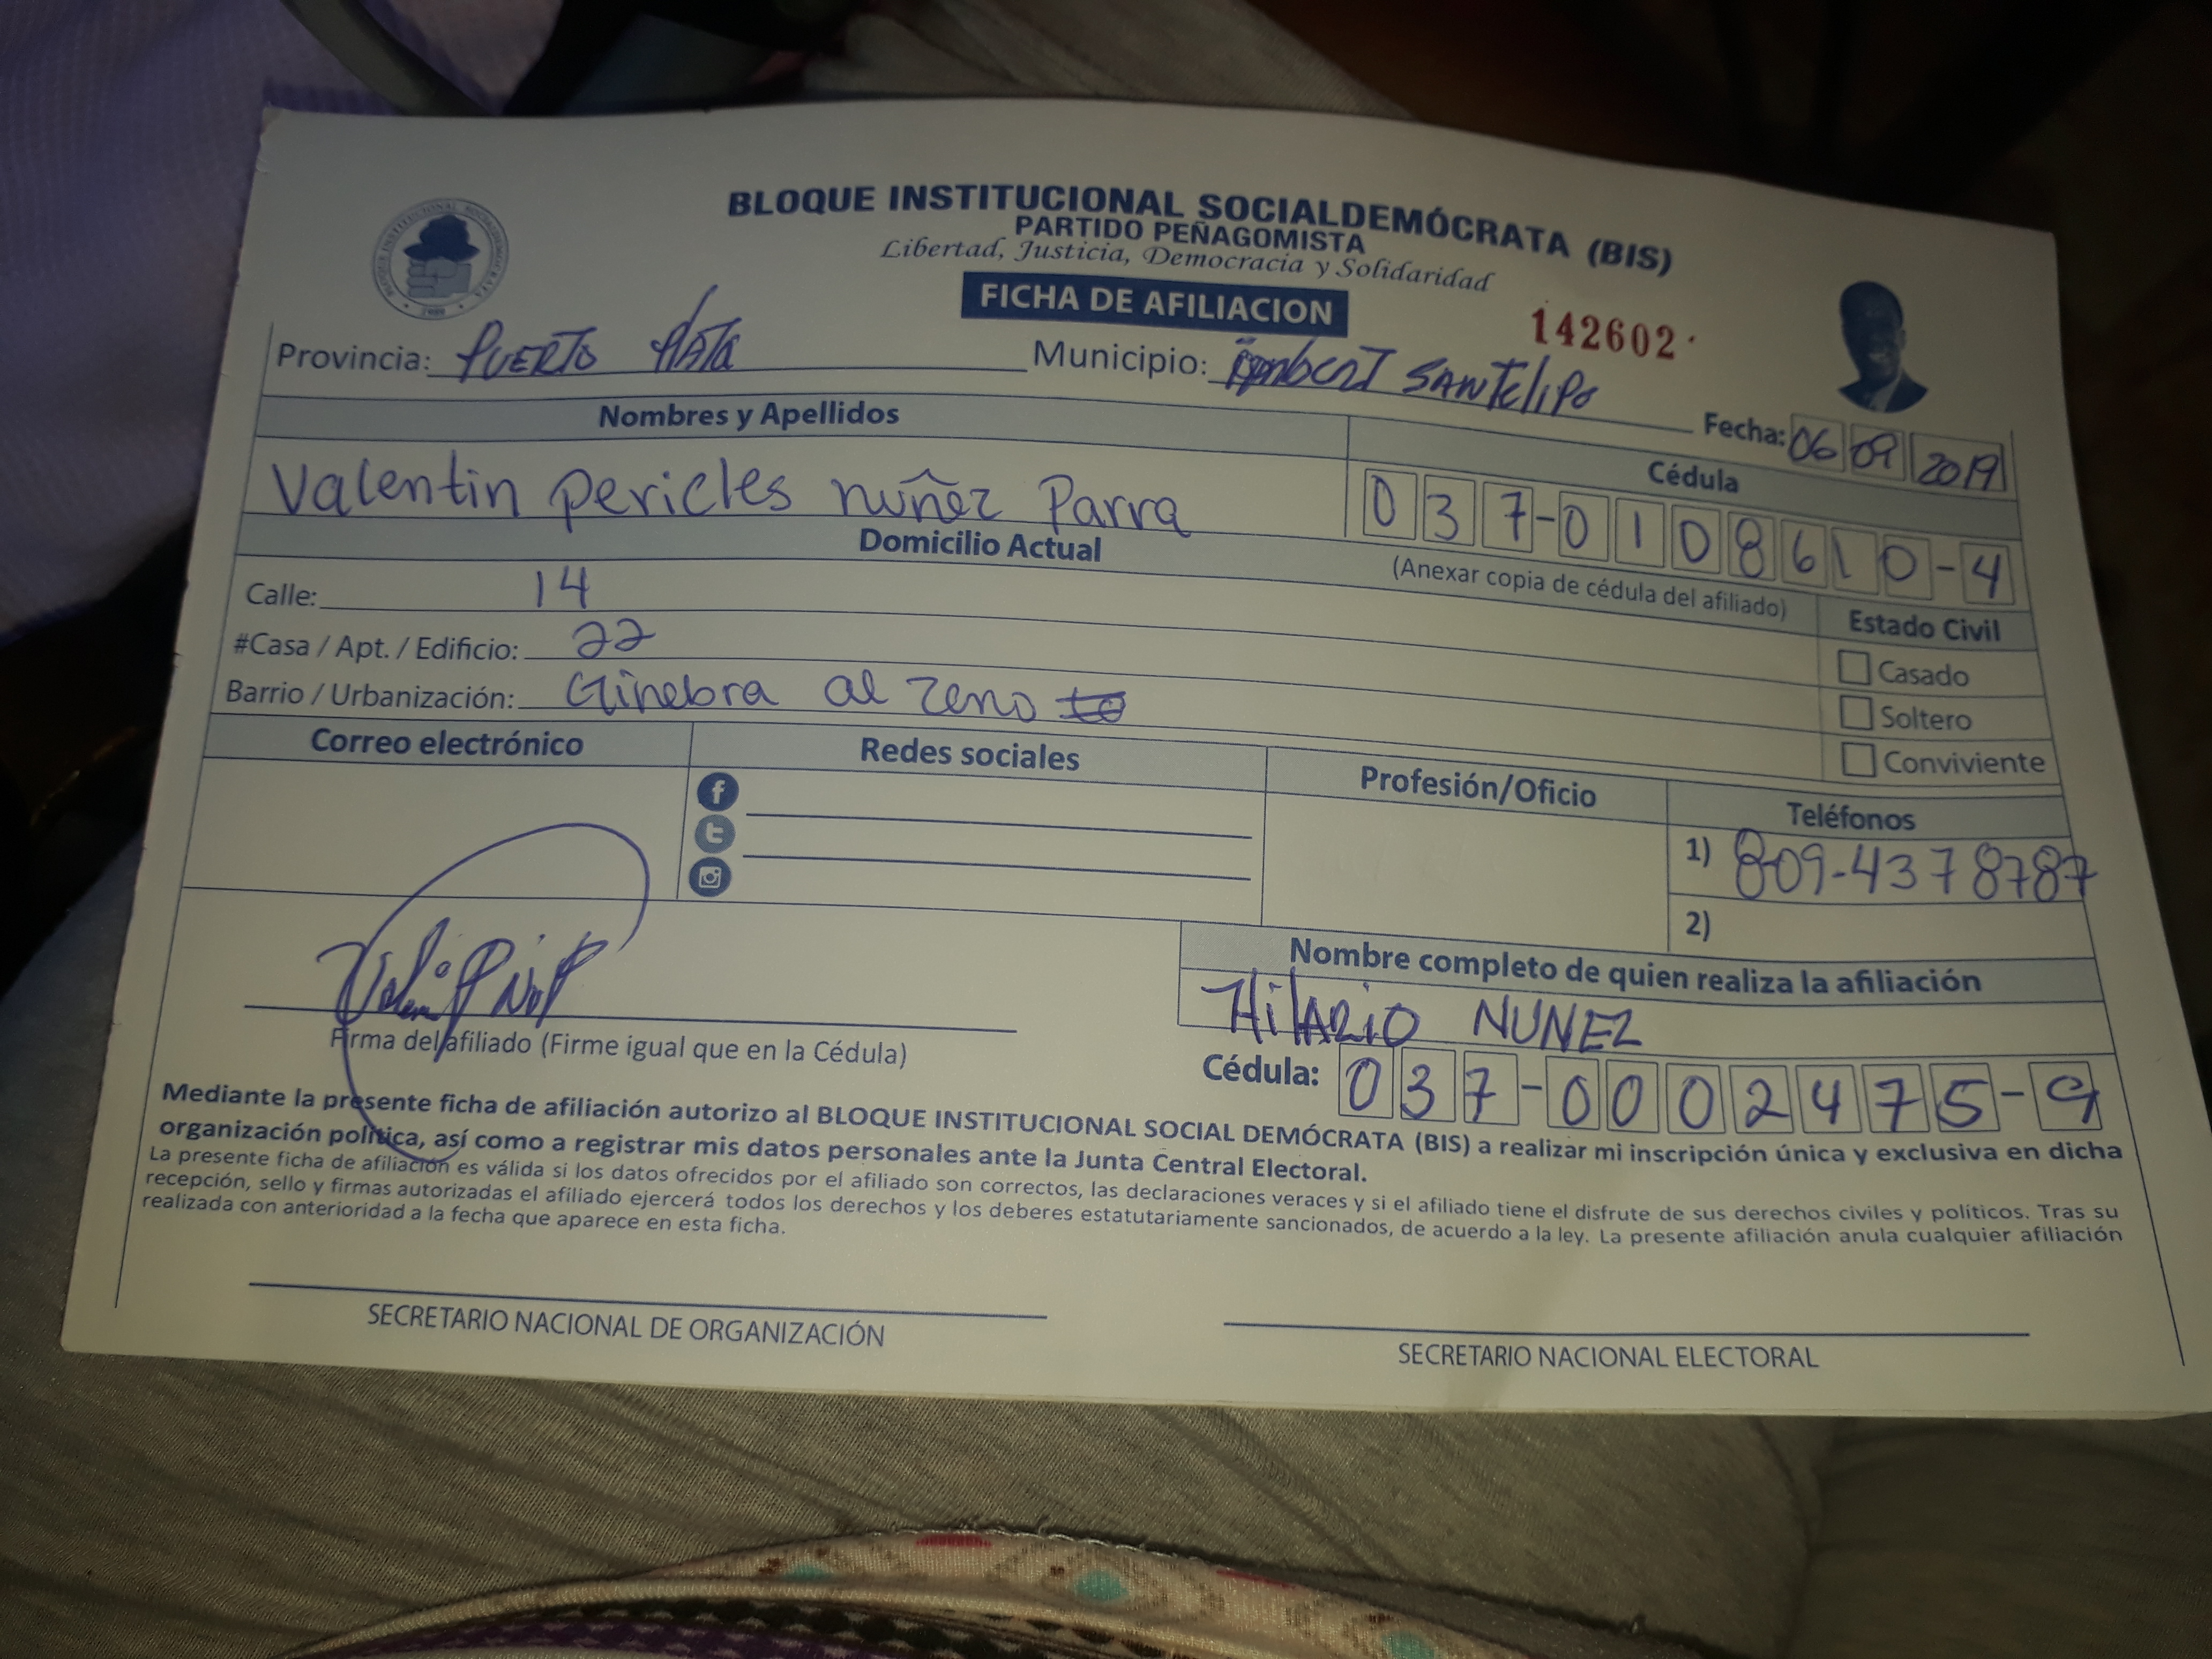 BLOQUE INSTITUCIONAL SOCIALDEMÓCRATA (BIS)
PARTIDO PEÑAGOMISTA
Libertad, Justicia, Democracia y Solidaridad
FICHA DE AFILIACION
142602
Provincia: PUERTO PLATA Municipio: SANTELIPO
Fecha: 06 09 2019
Nombres y Apellidos Cédula
Valentin pericles nuñez Parra 037-0108610-4
Domicilio Actual (Anexar copia de cédula del afiliado)
Calle: 14
#Casa / Apt. / Edificio: 22
Barrio / Urbanización: Ginebra al zeno
Estado Civil
Casado
Soltero
Conviviente
Correo electrónico Redes sociales Profesión/Oficio Teléfonos
1) 809-4378787
2)
Firma del afiliado (Firme igual que en la Cédula)
Nombre completo de quien realiza la afiliación
HilARIO NUNEZ
Cédula: 037-0002475-9
Mediante la presente ficha de afiliación autorizo al BLOQUE INSTITUCIONAL SOCIAL DEMÓCRATA (BIS) a realizar mi inscripción única y exclusiva en dicha
organización política, así como a registrar mis datos personales ante la Junta Central Electoral.
La presente ficha de afiliación es válida si los datos ofrecidos por el afiliado son correctos, las declaraciones veraces y si el afiliado tiene el disfrute de sus derechos civiles y políticos. Tras su
recepción, sello y firmas autorizadas el afiliado ejercerá todos los derechos y los deberes estatutariamente sancionados, de acuerdo a la ley. La presente afiliación anula cualquier afiliación
realizada con anterioridad a la fecha que aparece en esta ficha.
SECRETARIO NACIONAL DE ORGANIZACIÓN
SECRETARIO NACIONAL ELECTORAL